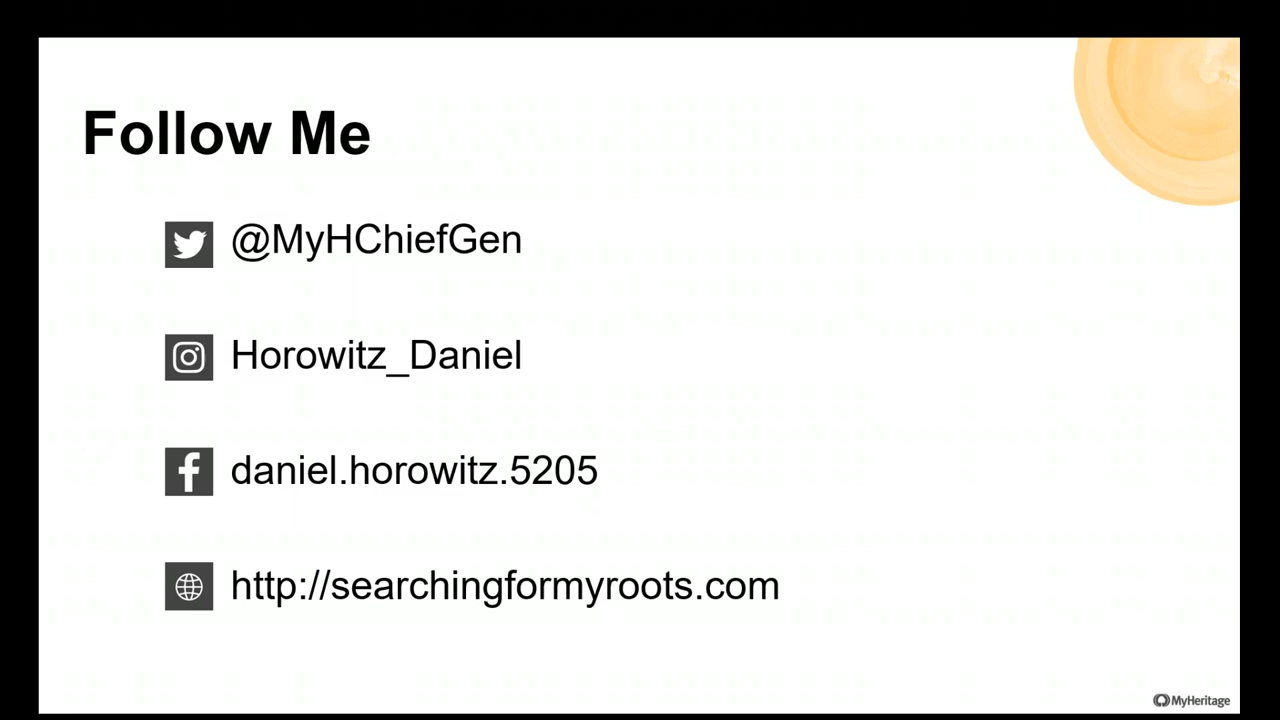 Follow Me
@MyHChiefGen
Horowitz_Daniel
daniel.horowitz.5205
http://searchingformyroots.com
MyHeritage